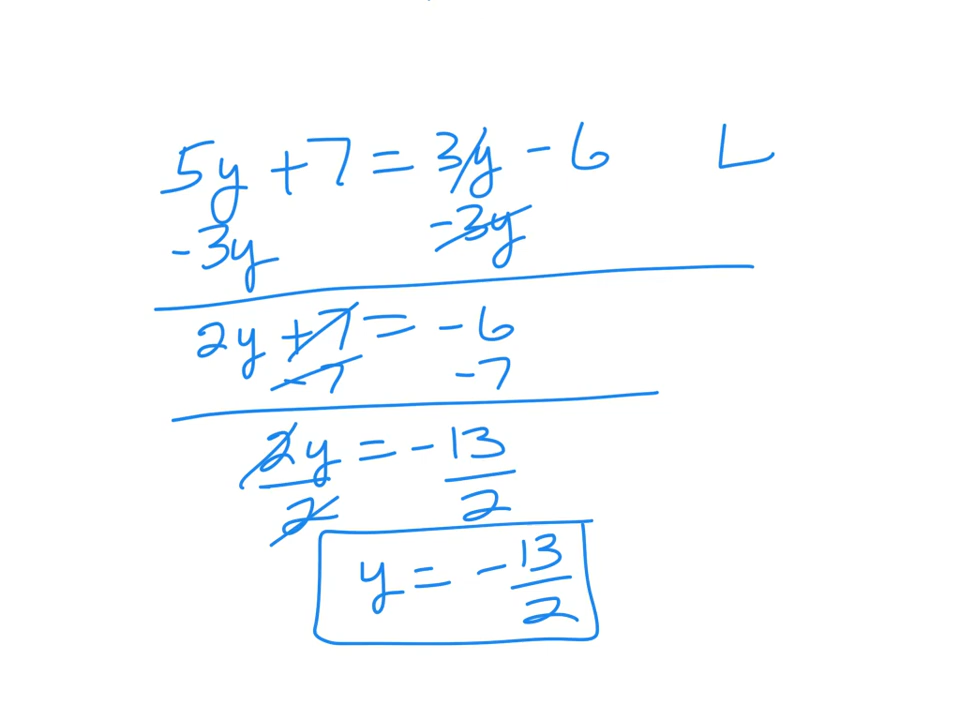 5y + 7 = 3y - 6 L
-3y -3y
2y + 7 = -6
-7 -7
2y = -13
2 2
y = -13/2